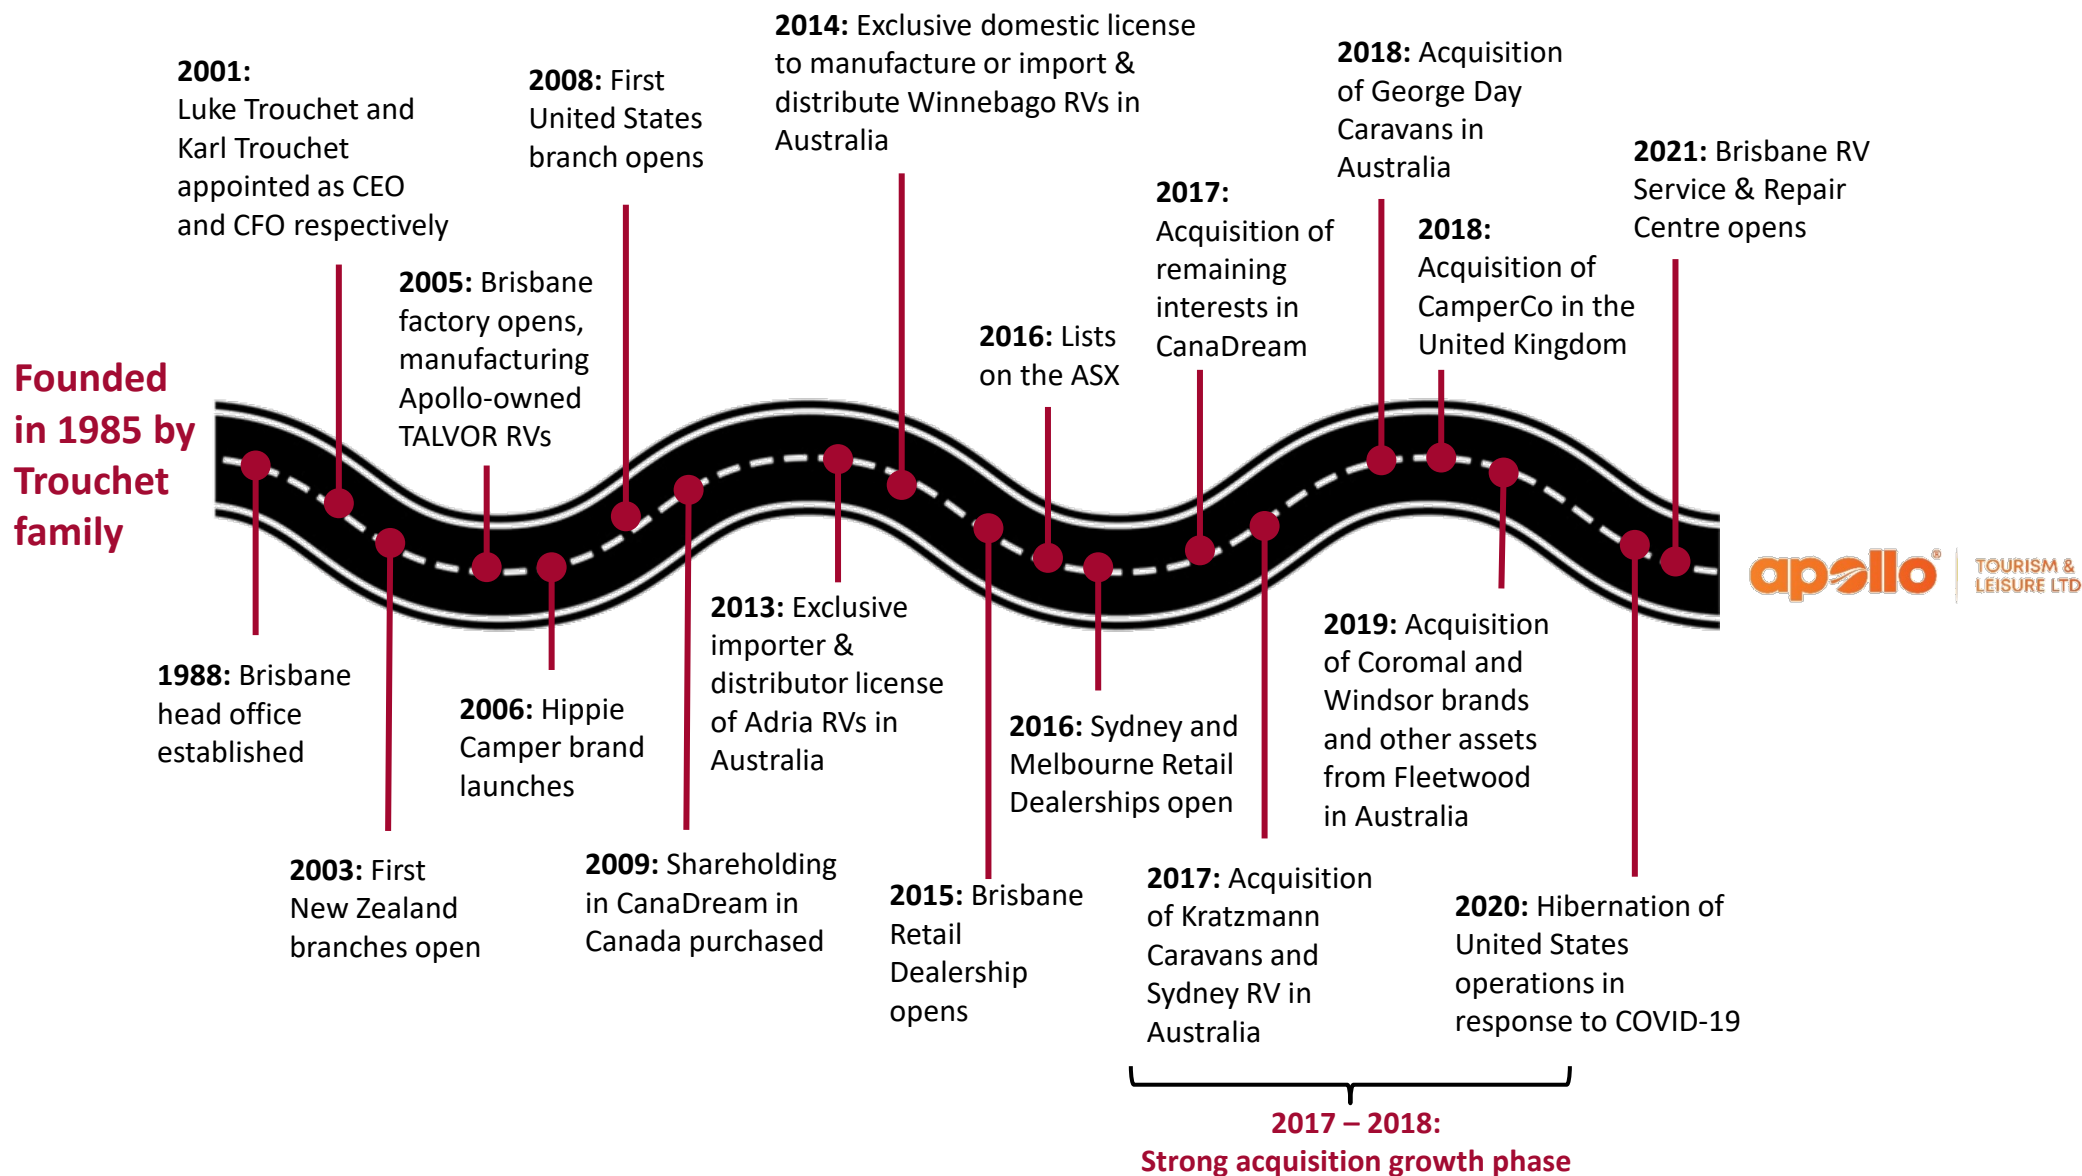 Founded
in 1985 by
Trouchet
family
1988: Brisbane
head office
established
2001:
Luke Trouchet and
Karl Trouchet
appointed as CEO
and CFO respectively
2003: First
New Zealand
branches open
2005: Brisbane
factory opens,
manufacturing
Apollo-owned
TALVOR RVs
2006: Hippie
Camper brand
launches
2008: First
United States
branch opens
2009: Shareholding
in CanaDream in
Canada purchased
2013: Exclusive
importer &
distributor license
of Adria RVs in
Australia
2014: Exclusive domestic license
to manufacture or import &
distribute Winnebago RVs in
Australia
2015: Brisbane
Retail
Dealership
opens
2016: Lists
on the ASX
2016: Sydney and
Melbourne Retail
Dealerships open
2017:
Acquisition of
remaining
interests in
CanaDream
2017: Acquisition
of Kratzmann
Caravans and
Sydney RV in
Australia
2018: Acquisition
of George Day
Caravans in
Australia
2018:
Acquisition of
CamperCo in the
United Kingdom
2019: Acquisition
of Coromal and
Windsor brands
and other assets
from Fleetwood
in Australia
2020: Hibernation of
United States
operations in
response to COVID-19
2021: Brisbane RV
Service & Repair
Centre opens
apollo®
TOURISM &
LEISURE LTD
2017 – 2018:
Strong acquisition growth phase